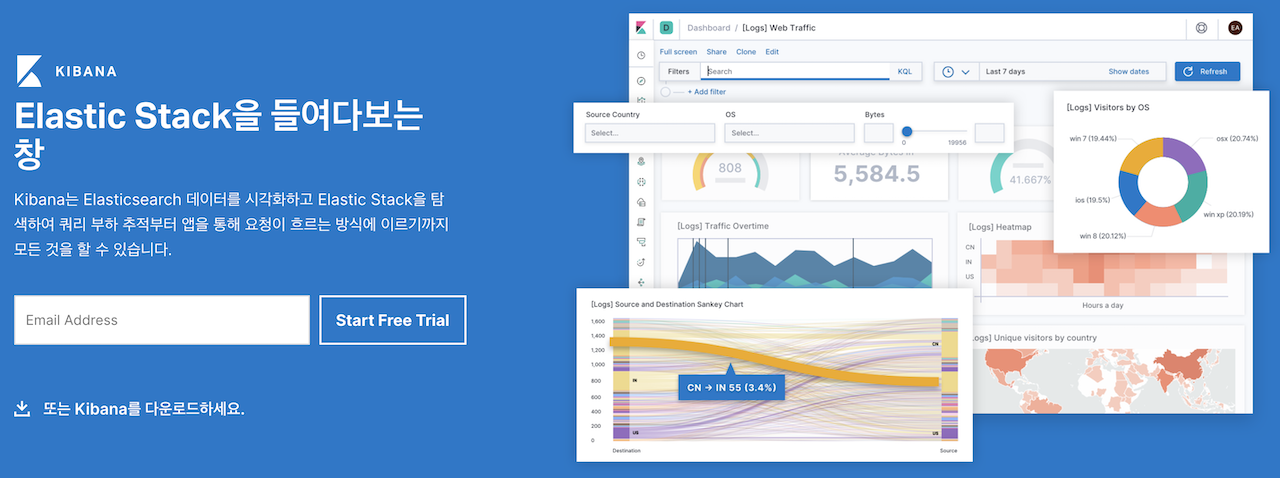 KIBANA
Elastic Stack을 들여다보는
창
Kibana는 Elasticsearch 데이터를 시각화하고 Elastic Stack을 탐
색하여 쿼리 부하 추적부터 앱을 통해 요청이 흐르는 방식에 이르기까지
모든 것을 할 수 있습니다.
Email Address
Start Free Trial
또는 Kibana를 다운로드하세요.
D Dashboard / [Logs] Web Traffic EA
Full screen Share Clone Edit
Filters Search KQL Last 7 days Show dates Refresh
+ Add filter
Source Country OS Bytes
Select... Select... 0 19956
[Logs] Visitors by OS
win 7 (19.44%) osx (20.74%)
ios (19.5%) win xp (20.19%)
win 8 (20.12%)
808 Average Bytes in 5,584.5 41.667%
[Logs] Traffic Overtime
[Logs] Heatmap
CN
IN
US
Hours a day
[Logs] Source and Destination Sankey Chart
1,600
1,400
1,200
1,000
800
600
400
200
0
IN
US
CN
US
CN → IN 55 (3.4%)
Destination Source
[Logs] Unique visitors by country